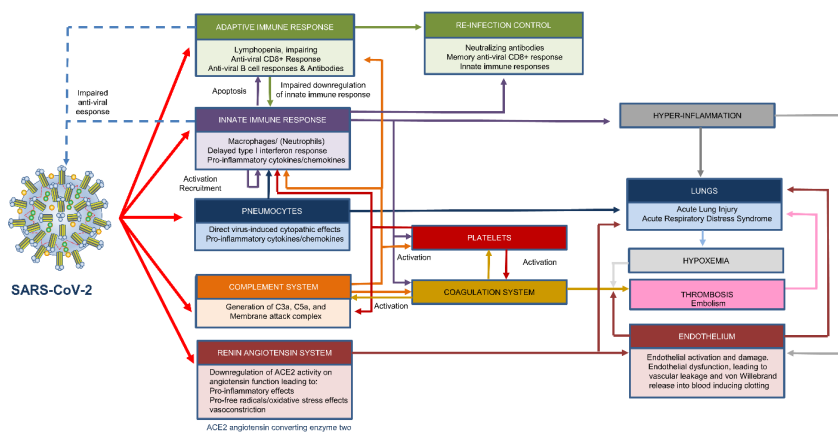 ADAPTIVE IMMUNE RESPONSE
Lymphopenia, impairing
Anti-viral CD8+ Response
Anti-viral B cell responses & Antibodies
RE-INFECTION CONTROL
Neutralizing antibodies
Memory anti-viral CD8+ response
Innate immune responses
Impaired
anti-viral
eesponse
Apoptosis
Impaired downregulation
of innate immune response
INNATE IMMUNE RESPONSE
Macrophages/ (Neutrophils)
Delayed type I interferon response
Pro-inflammatory cytokines/chemokines
HYPER-INFLAMMATION
Activation
Recruitment
PNEUMOCYTES
Direct virus-induced cytopathic effects
Pro-inflammatory cytokines/chemokines
LUNGS
Acute Lung Injury
Acute Respiratory Distress Syndrome
PLATELETS
Activation
Activation
HYPOXEMIA
SARS-CoV-2
COMPLEMENT SYSTEM
Generation of C3a, C5a, and
Membrane attack complex
Activation
COAGULATION SYSTEM
THROMBOSIS
Embolism
RENIN ANGIOTENSIN SYSTEM
Downregulation of ACE2 activity on
angiotensin function leading to:
Pro-inflammatory effects
Pro-free radicals/oxidative stress effects
vasoconstriction
ENDOTHELIUM
Endothelial activation and damage.
Endothelial dysfunction, leading to
vascular leakage and von Willebrand
release into blood inducing clotting
ACE2 angiotensin converting enzyme two